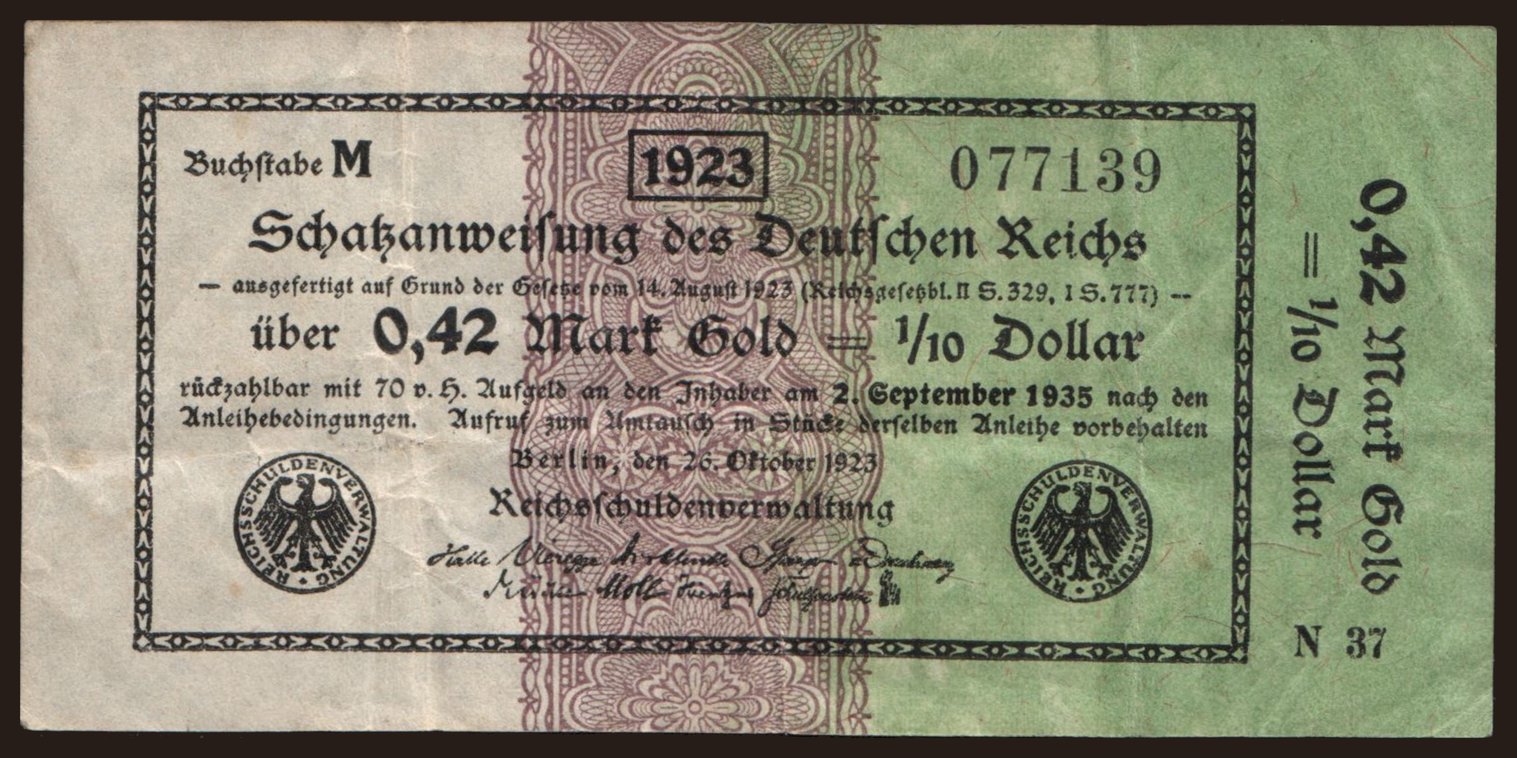 Buchstabe M
1923
077139
Schatzanweisung des Deutschen Reichs
— ausgefertigt auf Grund der Gesetze vom 14. August 1923 (Reichsgesetzbl. II S. 329, I S. 777) —
über 0,42 Mark Gold = 1/10 Dollar
rückzahlbar mit 70 v. H. Aufgeld an den Inhaber am 2. September 1935 nach den
Anleihebedingungen. Aufruf zum Umtausch in Stücke derselben Anleihe vorbehalten
Berlin, den 26. Oktober 1923
Reichsschuldenverwaltung
REICHSSCHULDENVERWALTUNG
REICHSSCHULDENVERWALTUNG
Halle
Moll
0,42 Mark Gold
= 1/10 Dollar
N 37